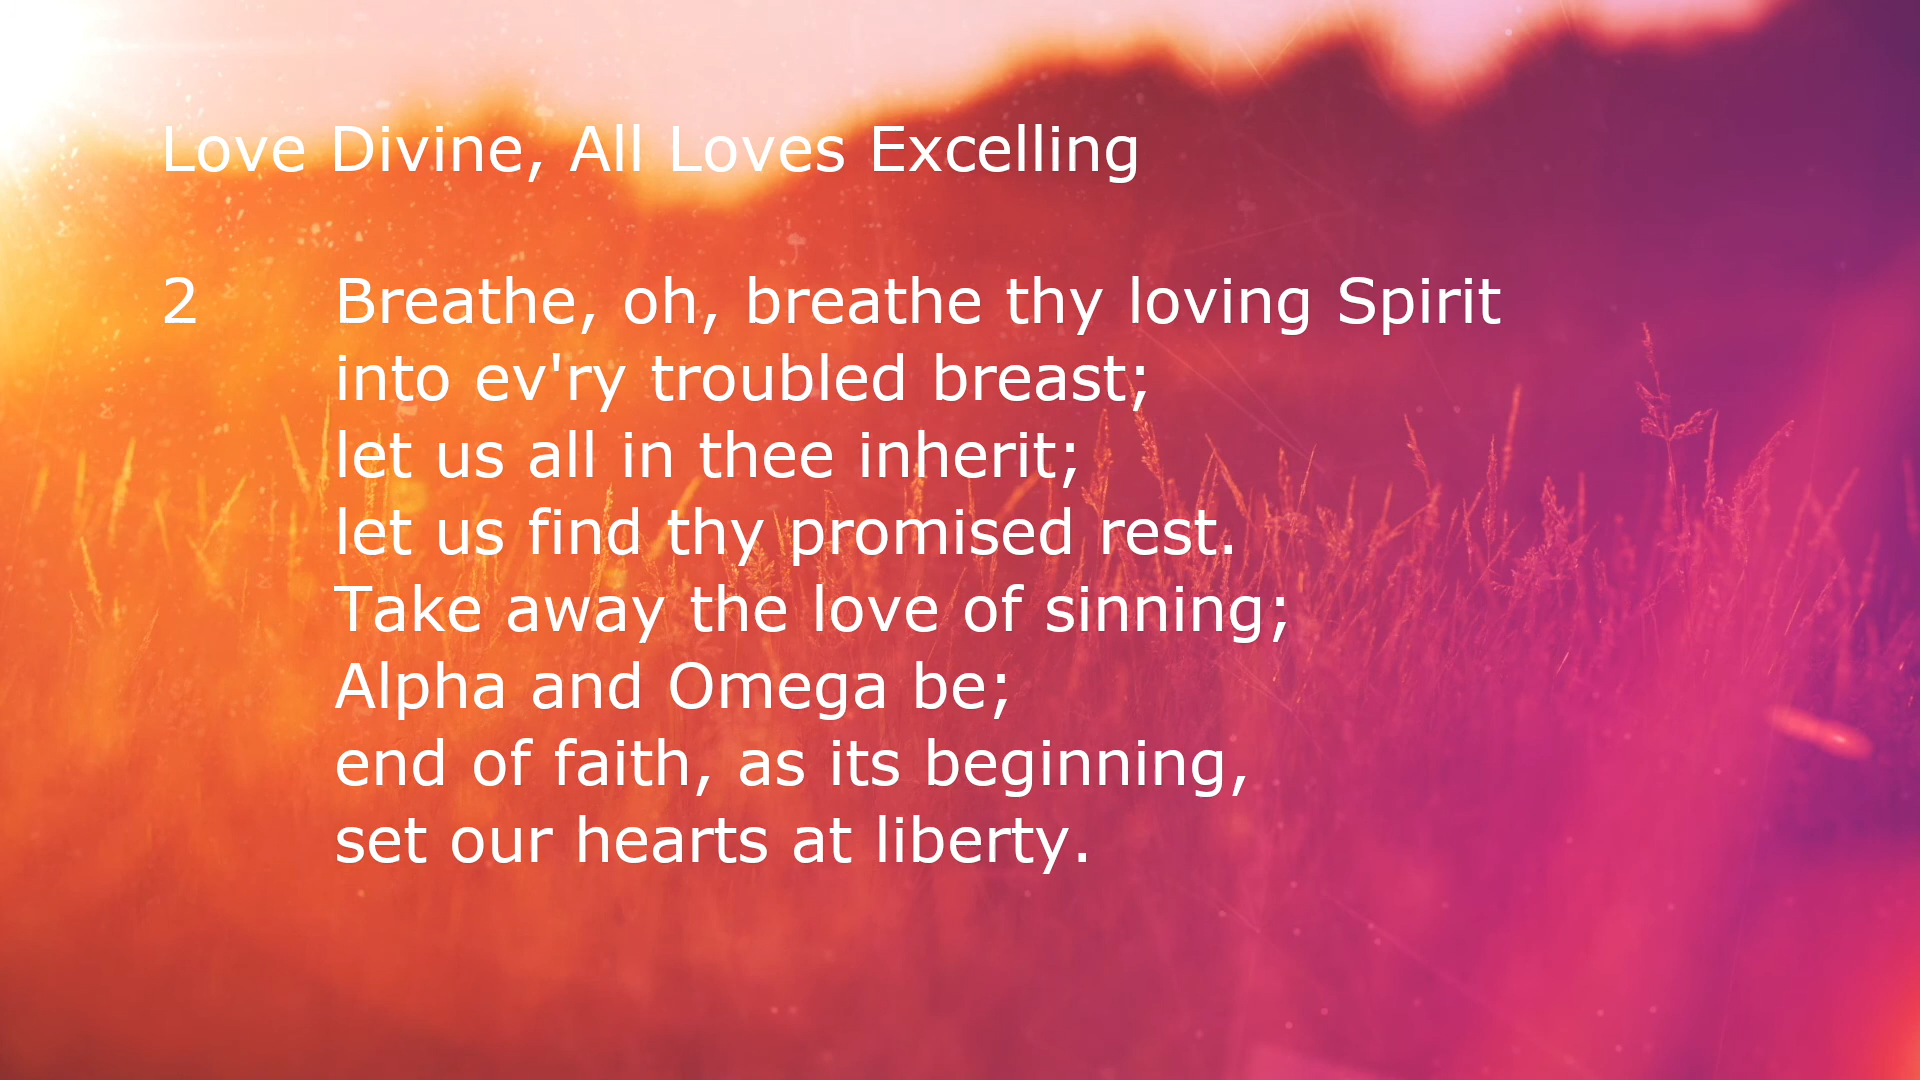 Love Divine, All Loves Excelling
2 Breathe, oh, breathe thy loving Spirit
into ev'ry troubled breast;
let us all in thee inherit;
let us find thy promised rest.
Take away the love of sinning;
Alpha and Omega be;
end of faith, as its beginning,
set our hearts at liberty.